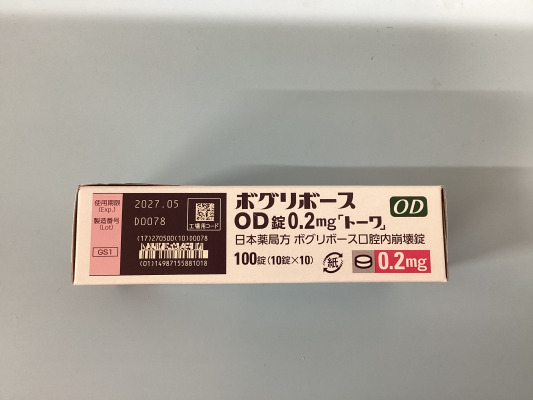 使用期限
(Exp.)
2027.05
製造番号
(Lot)
D0078
工場用コード
GS1
(17)270500(10)D0078
(01)14987155881018
ボグリボース
OD錠0.2mg「トーワ」
OD
日本薬局方 ボグリボース口腔内崩壊錠
100錠(10錠×10)
紙
0.2mg